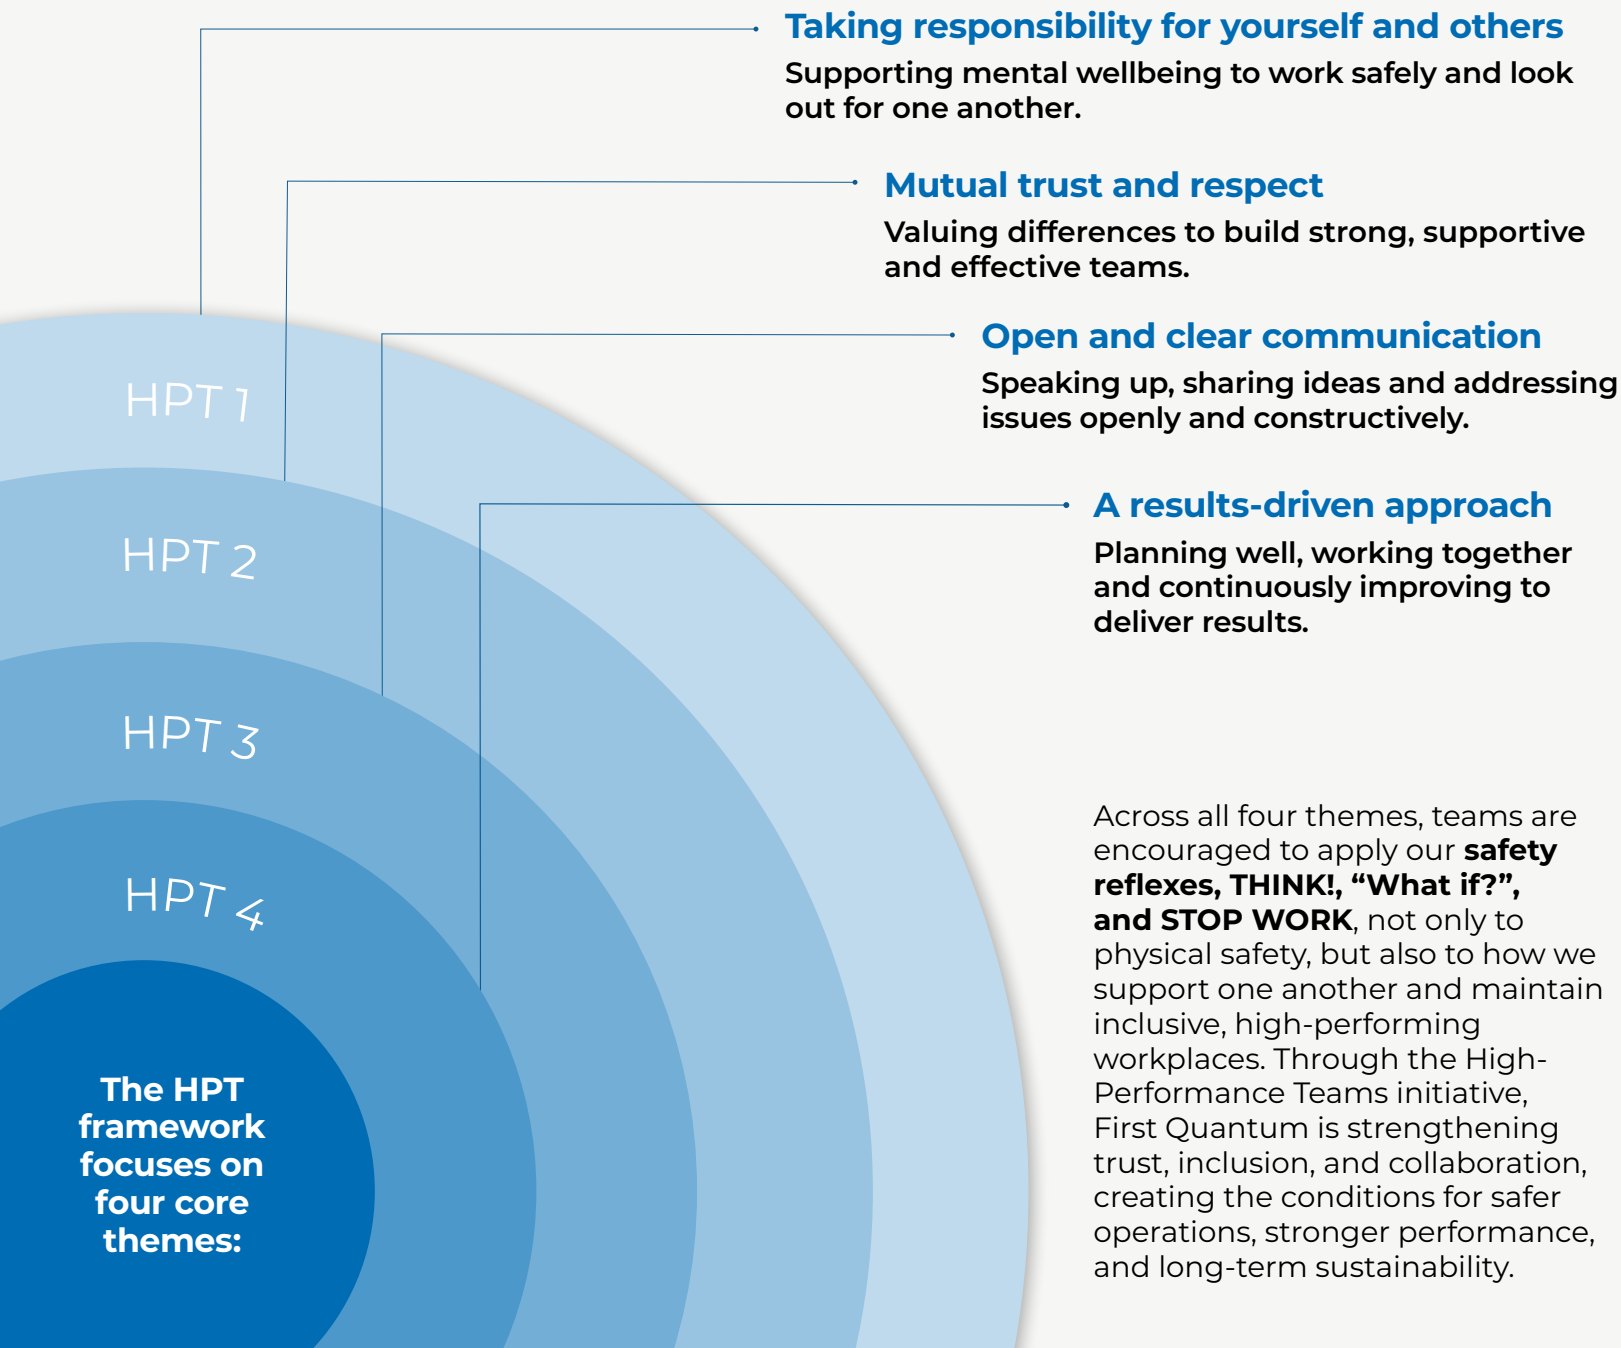 Taking responsibility for yourself and others
Supporting mental wellbeing to work safely and look
out for one another.
Mutual trust and respect
Valuing differences to build strong, supportive
and effective teams.
Open and clear communication
Speaking up, sharing ideas and addressing
issues openly and constructively.
A results-driven approach
Planning well, working together
and continuously improving to
deliver results.
HPT 1
HPT 2
HPT 3
HPT 4
The HPT
framework
focuses on
four core
themes:
Across all four themes, teams are
encouraged to apply our safety
reflexes, THINK!, “What if?”,
and STOP WORK, not only to
physical safety, but also to how we
support one another and maintain
inclusive, high-performing
workplaces. Through the High-
Performance Teams initiative,
First Quantum is strengthening
trust, inclusion, and collaboration,
creating the conditions for safer
operations, stronger performance,
and long-term sustainability.